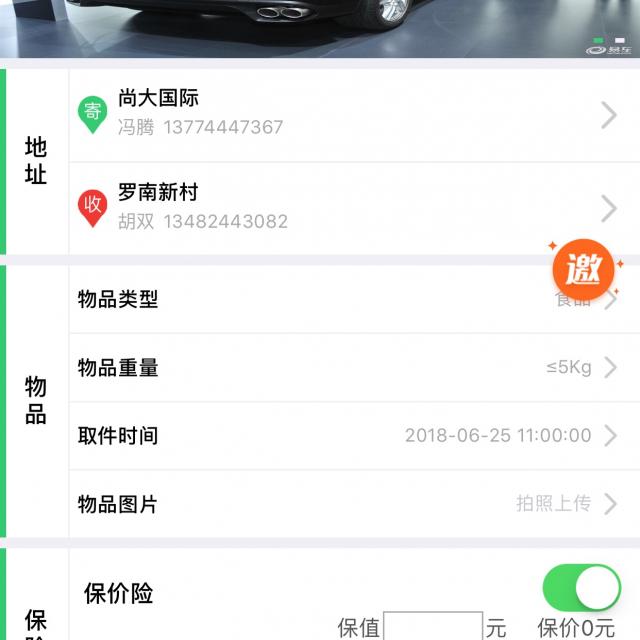 易车
地址
寄
尚大国际
冯腾 13774447367
收
罗南新村
胡双 13482443082
邀
物品
物品类型 食品
物品重量 ≤5Kg
取件时间 2018-06-25 11:00:00
物品图片 拍照上传
保
保价险
保值 元 保价0元